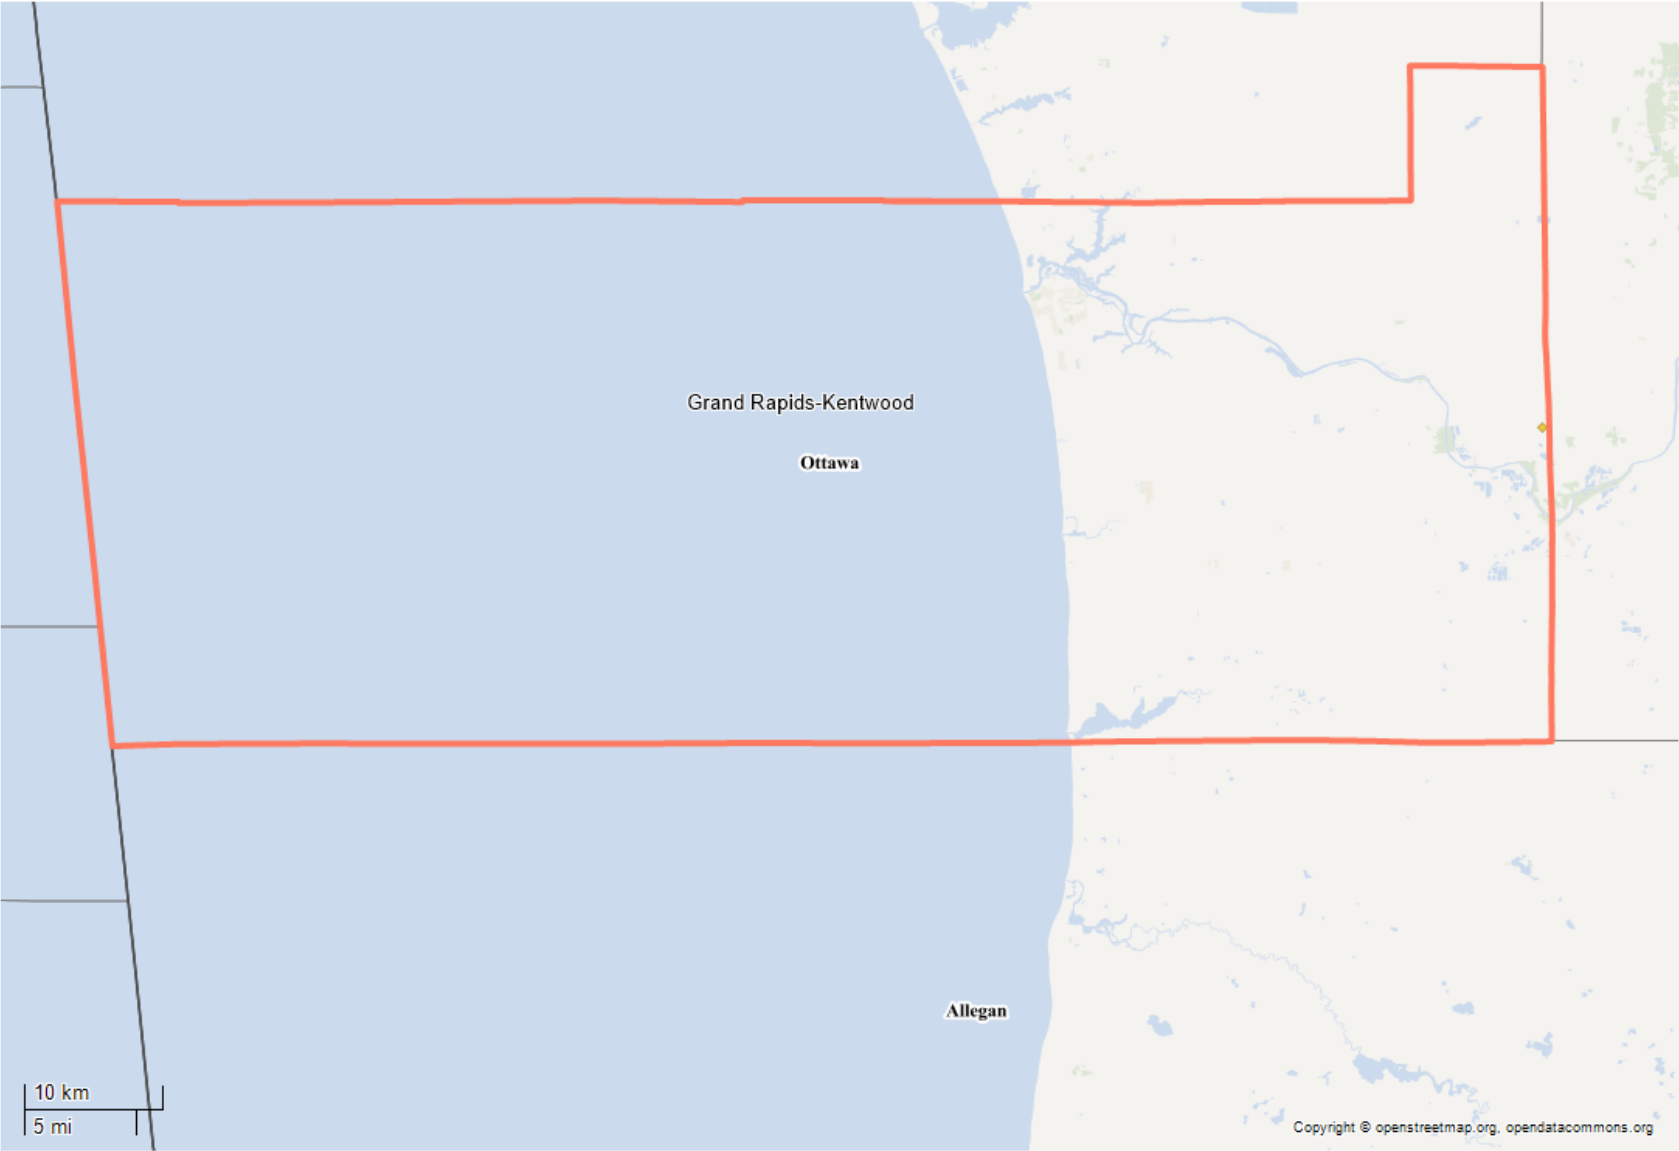 Grand Rapids-Kentwood
Ottawa
Allegan
10 km
5 mi
Copyright © openstreetmap.org, opendatacommons.org